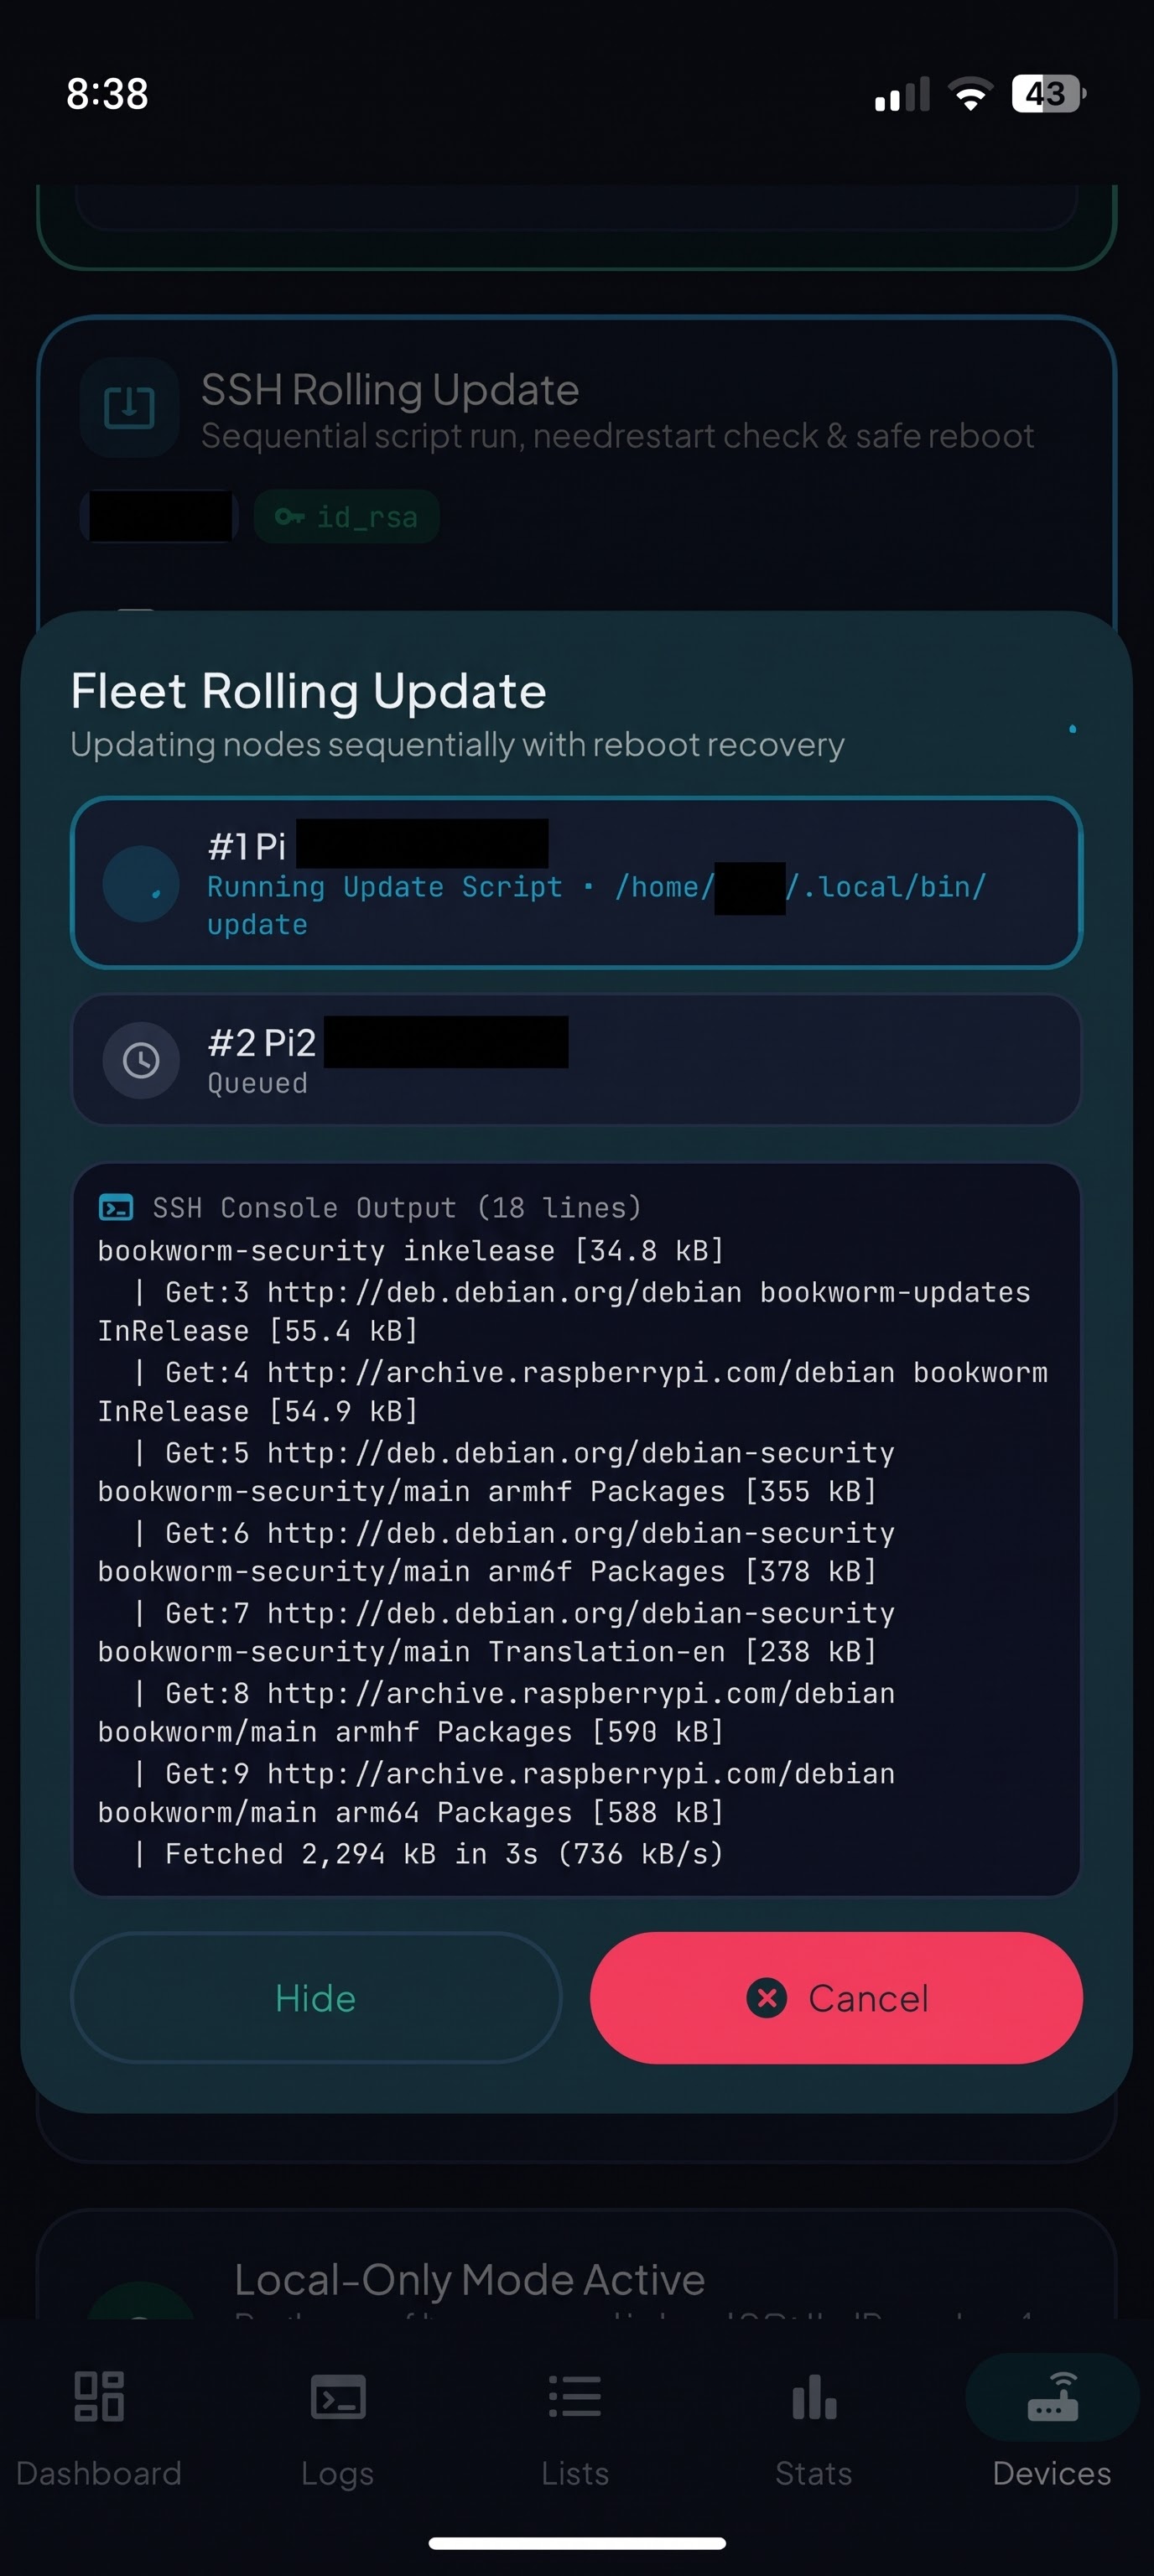 8:38
43
SSH Rolling Update
Sequential script run, needrestart check & safe reboot
id_rsa
Fleet Rolling Update
Updating nodes sequentially with reboot recovery
#1 Pi
Running Update Script · /home/ /.local/bin/
update
#2 Pi2
Queued
SSH Console Output (18 lines)
bookworm-security inkelease [34.8 kB]
| Get:3 http://deb.debian.org/debian bookworm-updates
InRelease [55.4 kB]
| Get:4 http://archive.raspberrypi.com/debian bookworm
InRelease [54.9 kB]
| Get:5 http://deb.debian.org/debian-security
bookworm-security/main armhf Packages [355 kB]
| Get:6 http://deb.debian.org/debian-security
bookworm-security/main arm6f Packages [378 kB]
| Get:7 http://deb.debian.org/debian-security
bookworm-security/main Translation-en [238 kB]
| Get:8 http://archive.raspberrypi.com/debian
bookworm/main armhf Packages [590 kB]
| Get:9 http://archive.raspberrypi.com/debian
bookworm/main arm64 Packages [588 kB]
| Fetched 2,294 kB in 3s (736 kB/s)
Hide
Cancel
Local-Only Mode Active
Dashboard
Logs
Lists
Stats
Devices